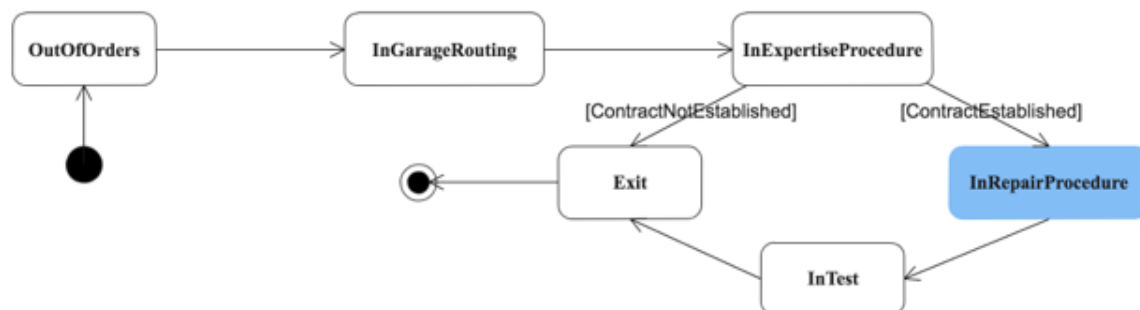 OutOfOrders
InGarageRouting
InExpertiseProcedure
[ContractNotEstablished]
[ContractEstablished]
Exit
InRepairProcedure
InTest